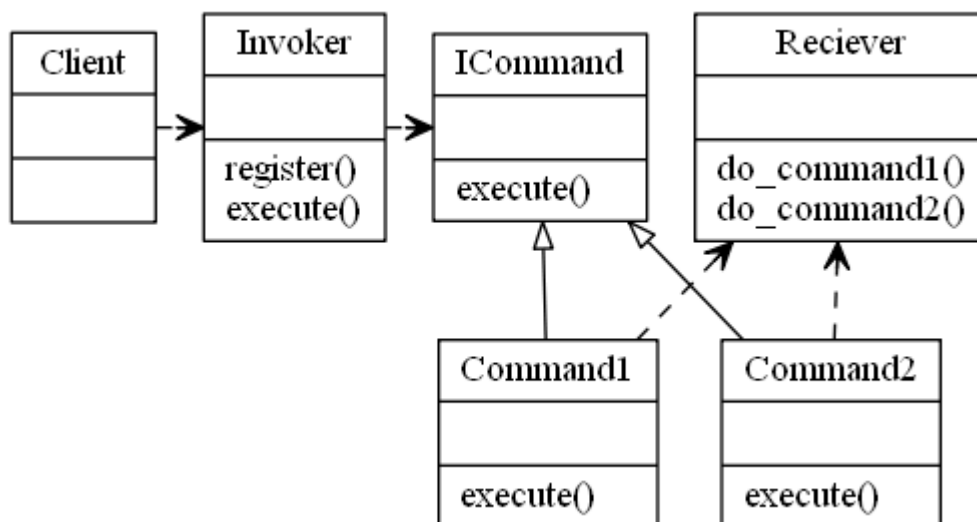 Client
Invoker
register()
execute()
ICommand
execute()
Reciever
do_command1()
do_command2()
Command1
execute()
Command2
execute()